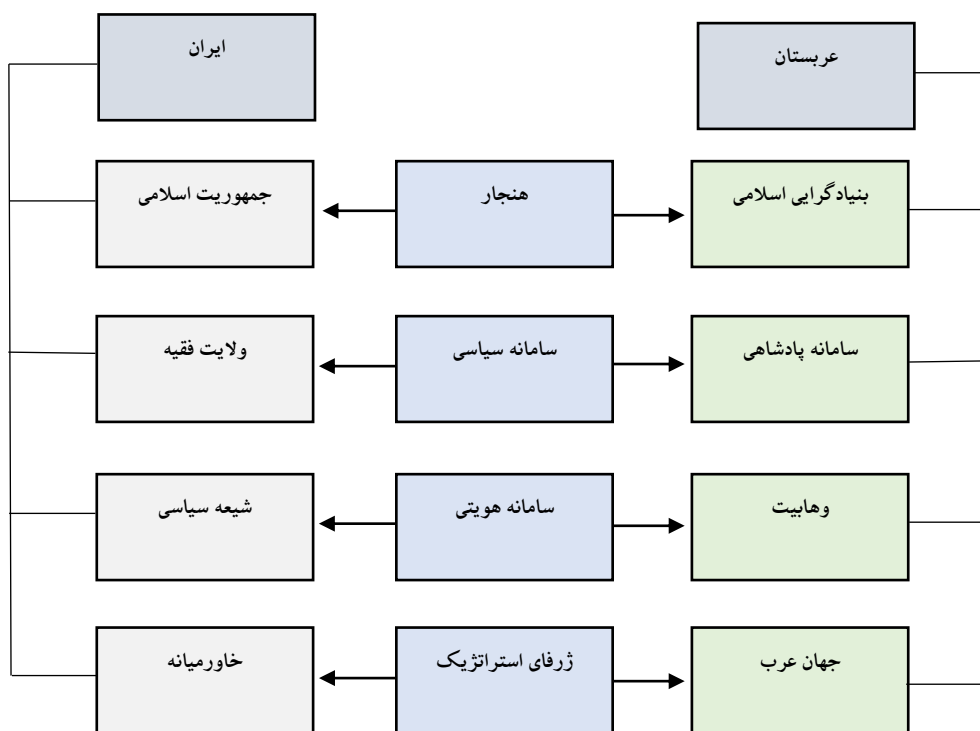 عربستان
ایران
بنیادگرایی اسلامی
هنجار
جمهوریت اسلامی
سامانه پادشاهی
سامانه سیاسی
ولایت فقیه
وهابیت
سامانه هویتی
شیعه سیاسی
جهان عرب
ژرفای استراتژیک
خاورمیانه